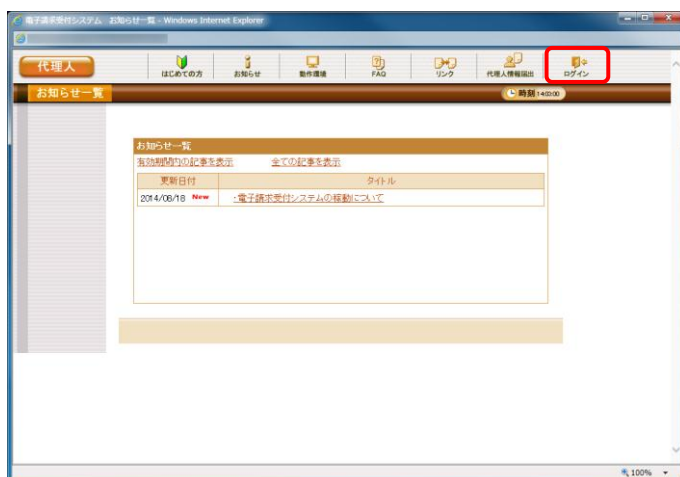 電子請求受付システム お知らせ一覧 - Windows Internet Explorer
代理人
はじめての方 お知らせ 動作環境 FAQ リンク 代理人情報届出 ログイン
お知らせ一覧
時刻 14:00:00
お知らせ一覧
有効期間内の記事を表示 全ての記事を表示
更新日付 タイトル
2014/08/18 New ・電子請求受付システムの稼動について
100%